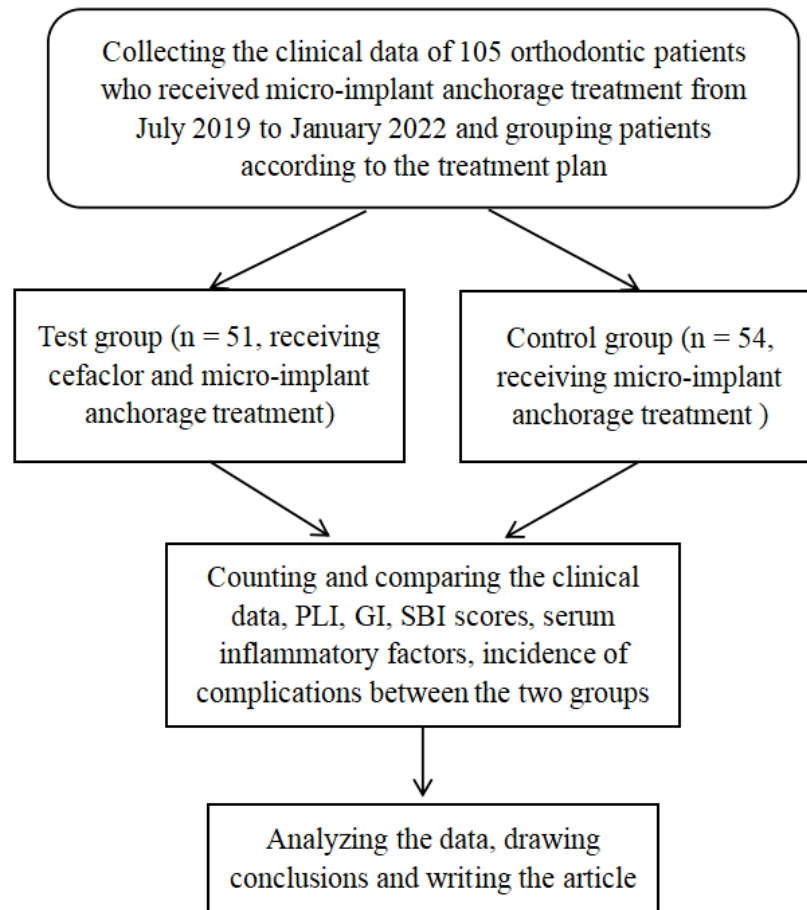 Collecting the clinical data of 105 orthodontic patients
who received micro-implant anchorage treatment from
July 2019 to January 2022 and grouping patients
according to the treatment plan
Test group (n = 51, receiving
cefaclor and micro-implant
anchorage treatment)
Control group (n = 54,
receiving micro-implant
anchorage treatment )
Counting and comparing the clinical
data, PLI, GI, SBI scores, serum
inflammatory factors, incidence of
complications between the two groups
Analyzing the data, drawing
conclusions and writing the article